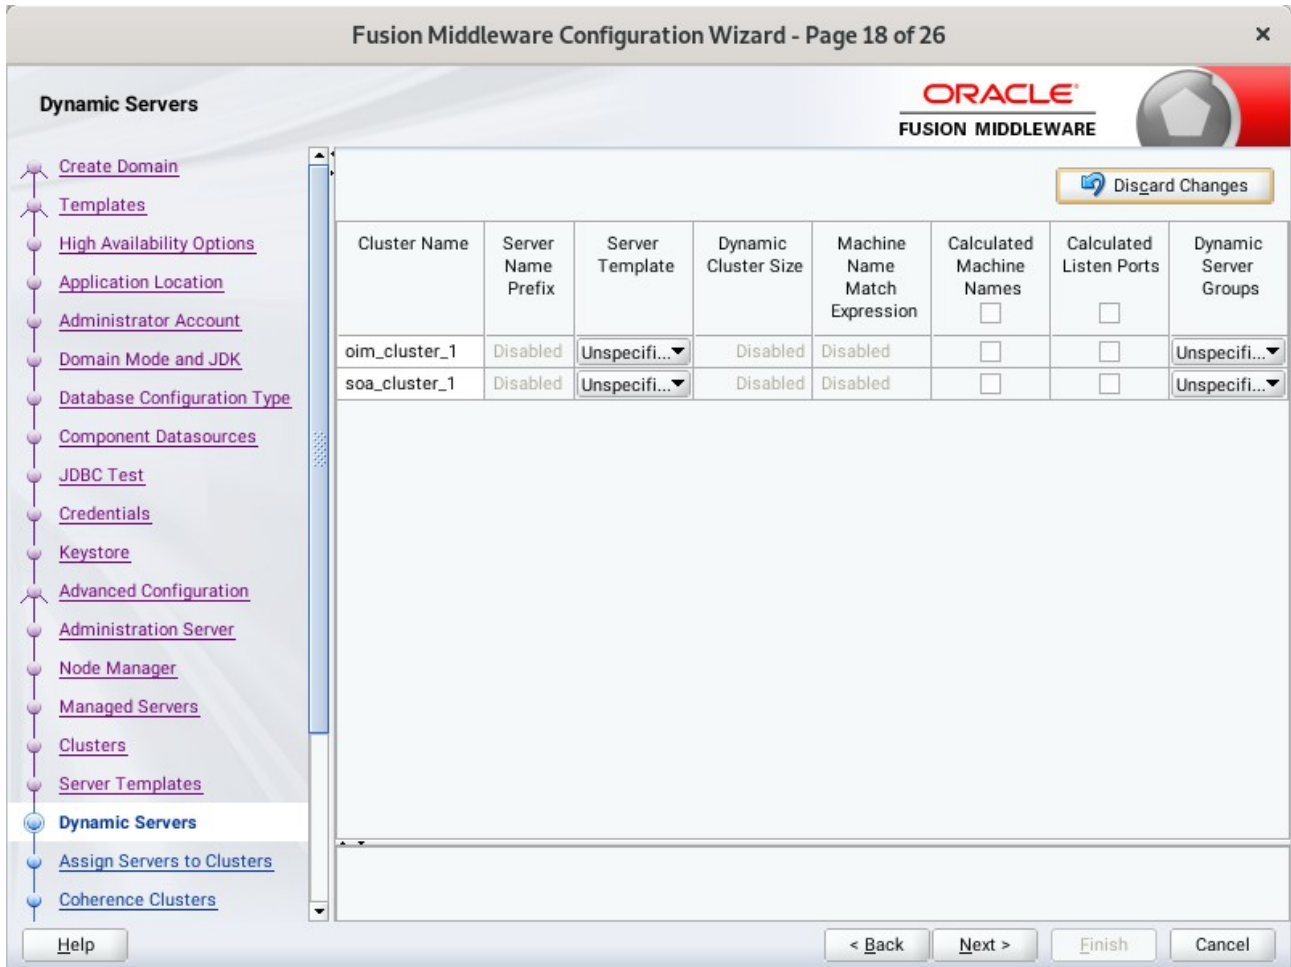 Fusion Middleware Configuration Wizard - Page 18 of 26
Dynamic Servers
ORACLE
FUSION MIDDLEWARE
Create Domain
Templates
High Availability Options
Application Location
Administrator Account
Domain Mode and JDK
Database Configuration Type
Component Datasources
JDBC Test
Credentials
Keystore
Advanced Configuration
Administration Server
Node Manager
Managed Servers
Clusters
Server Templates
Dynamic Servers
Assign Servers to Clusters
Coherence Clusters
Discard Changes
Cluster Name
Server
Name
Prefix
Server
Template
Dynamic
Cluster Size
Machine
Name
Match
Expression
Calculated
Machine
Names
Calculated
Listen Ports
Dynamic
Server
Groups
oim_cluster_1 Disabled Unspecifi... Disabled Disabled Unspecifi...
soa_cluster_1 Disabled Unspecifi... Disabled Disabled Unspecifi...
Help < Back Next > Finish Cancel